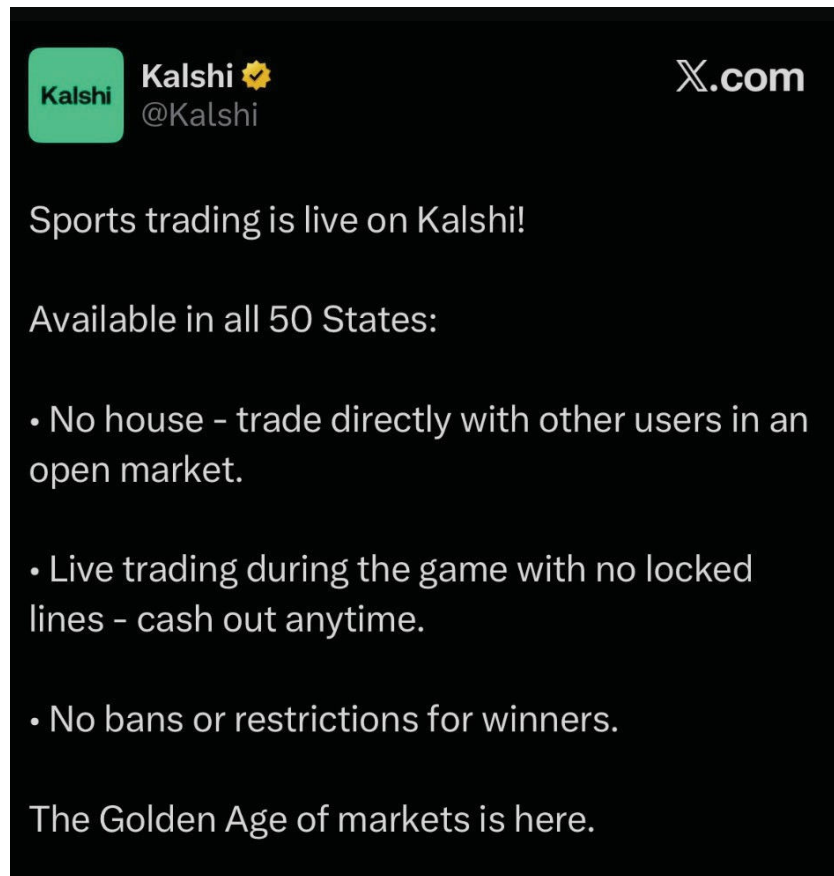 Kalshi
Kalshi
@Kalshi
𝕏.com
Sports trading is live on Kalshi!
Available in all 50 States:
• No house - trade directly with other users in an
open market.
• Live trading during the game with no locked
lines - cash out anytime.
• No bans or restrictions for winners.
The Golden Age of markets is here.